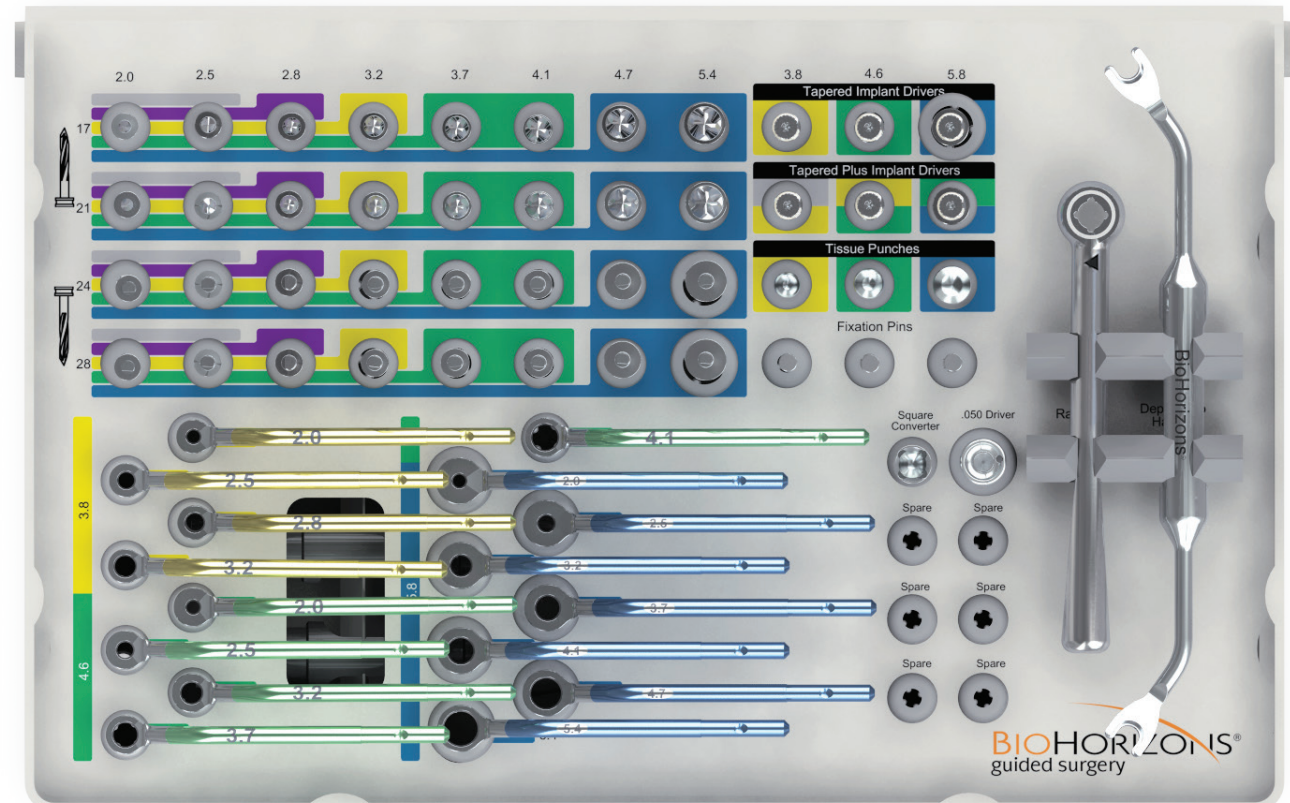 2.0 2.5 2.8 3.2 3.7 4.1 4.7 5.4 3.8 4.6 5.8
Tapered Implant Drivers
17
Tapered Plus Implant Drivers
21
Tissue Punches
24
Fixation Pins
28
Square
Converter
.050 Driver
BioHorizons
3.8
4.6
2.0
2.5
2.8
3.2
2.0
2.5
3.2
3.7
4.1
2.0
2.5
3.2
3.7
4.1
4.7
5.4
Spare Spare
Spare Spare
Spare Spare
BIOHORIZONS®
guided surgery